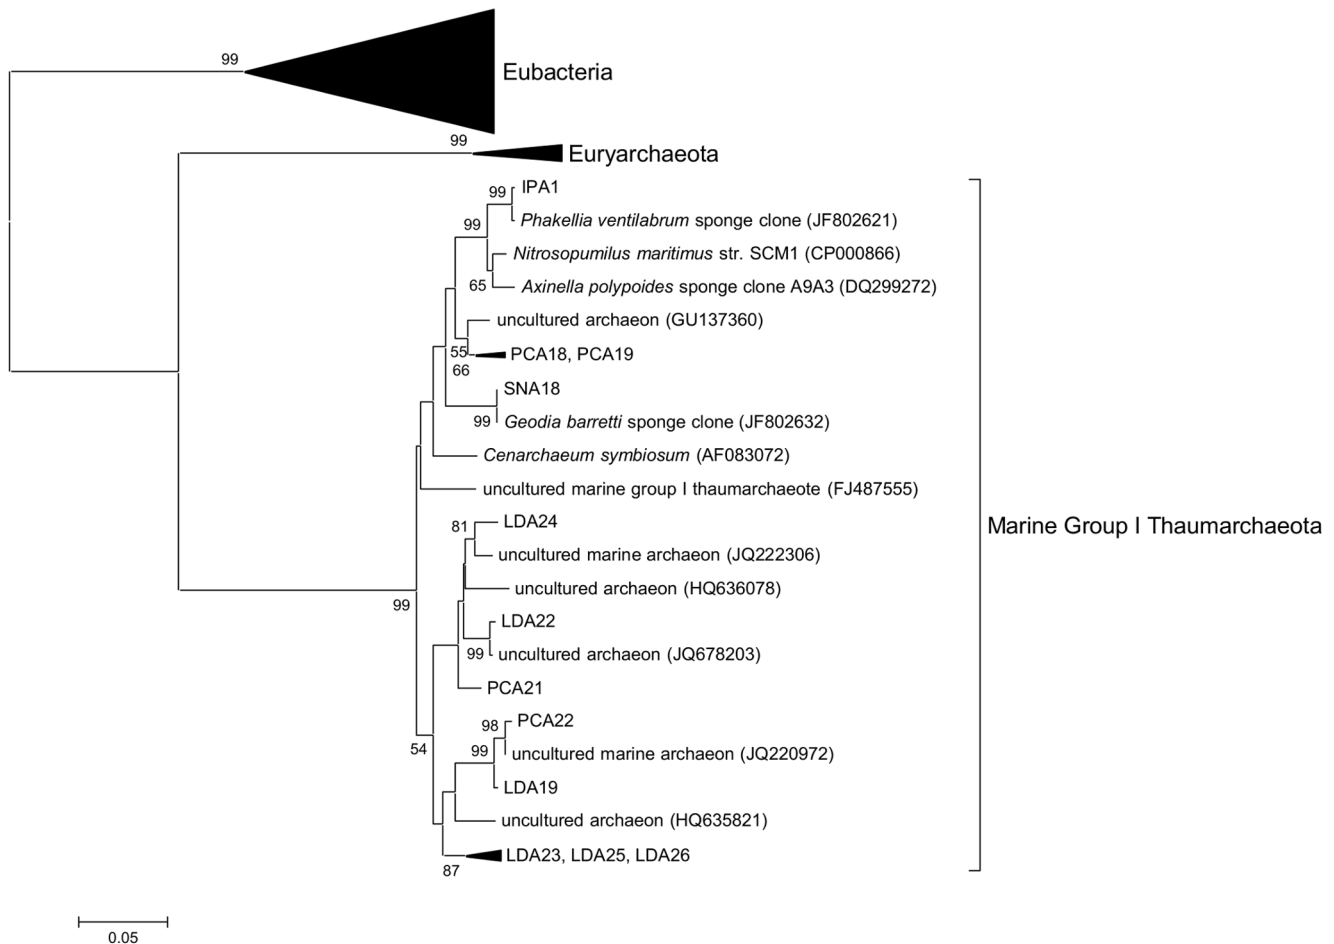 99
Eubacteria
99
Euryarchaeota
99
IPA1
99
Phakellia ventilabrum sponge clone (JF802621)
Nitrosopumilus maritimus str. SCM1 (CP000866)
65
Axinella polypoides sponge clone A9A3 (DQ299272)
uncultured archaeon (GU137360)
55
PCA18, PCA19
66
SNA18
99
Geodia barretti sponge clone (JF802632)
Cenarchaeum symbiosum (AF083072)
uncultured marine group I thaumarchaeote (FJ487555)
81
LDA24
Marine Group I Thaumarchaeota
uncultured marine archaeon (JQ222306)
uncultured archaeon (HQ636078)
99
LDA22
99
uncultured archaeon (JQ678203)
PCA21
98
PCA22
54
99
uncultured marine archaeon (JQ220972)
LDA19
uncultured archaeon (HQ635821)
LDA23, LDA25, LDA26
87
0.05